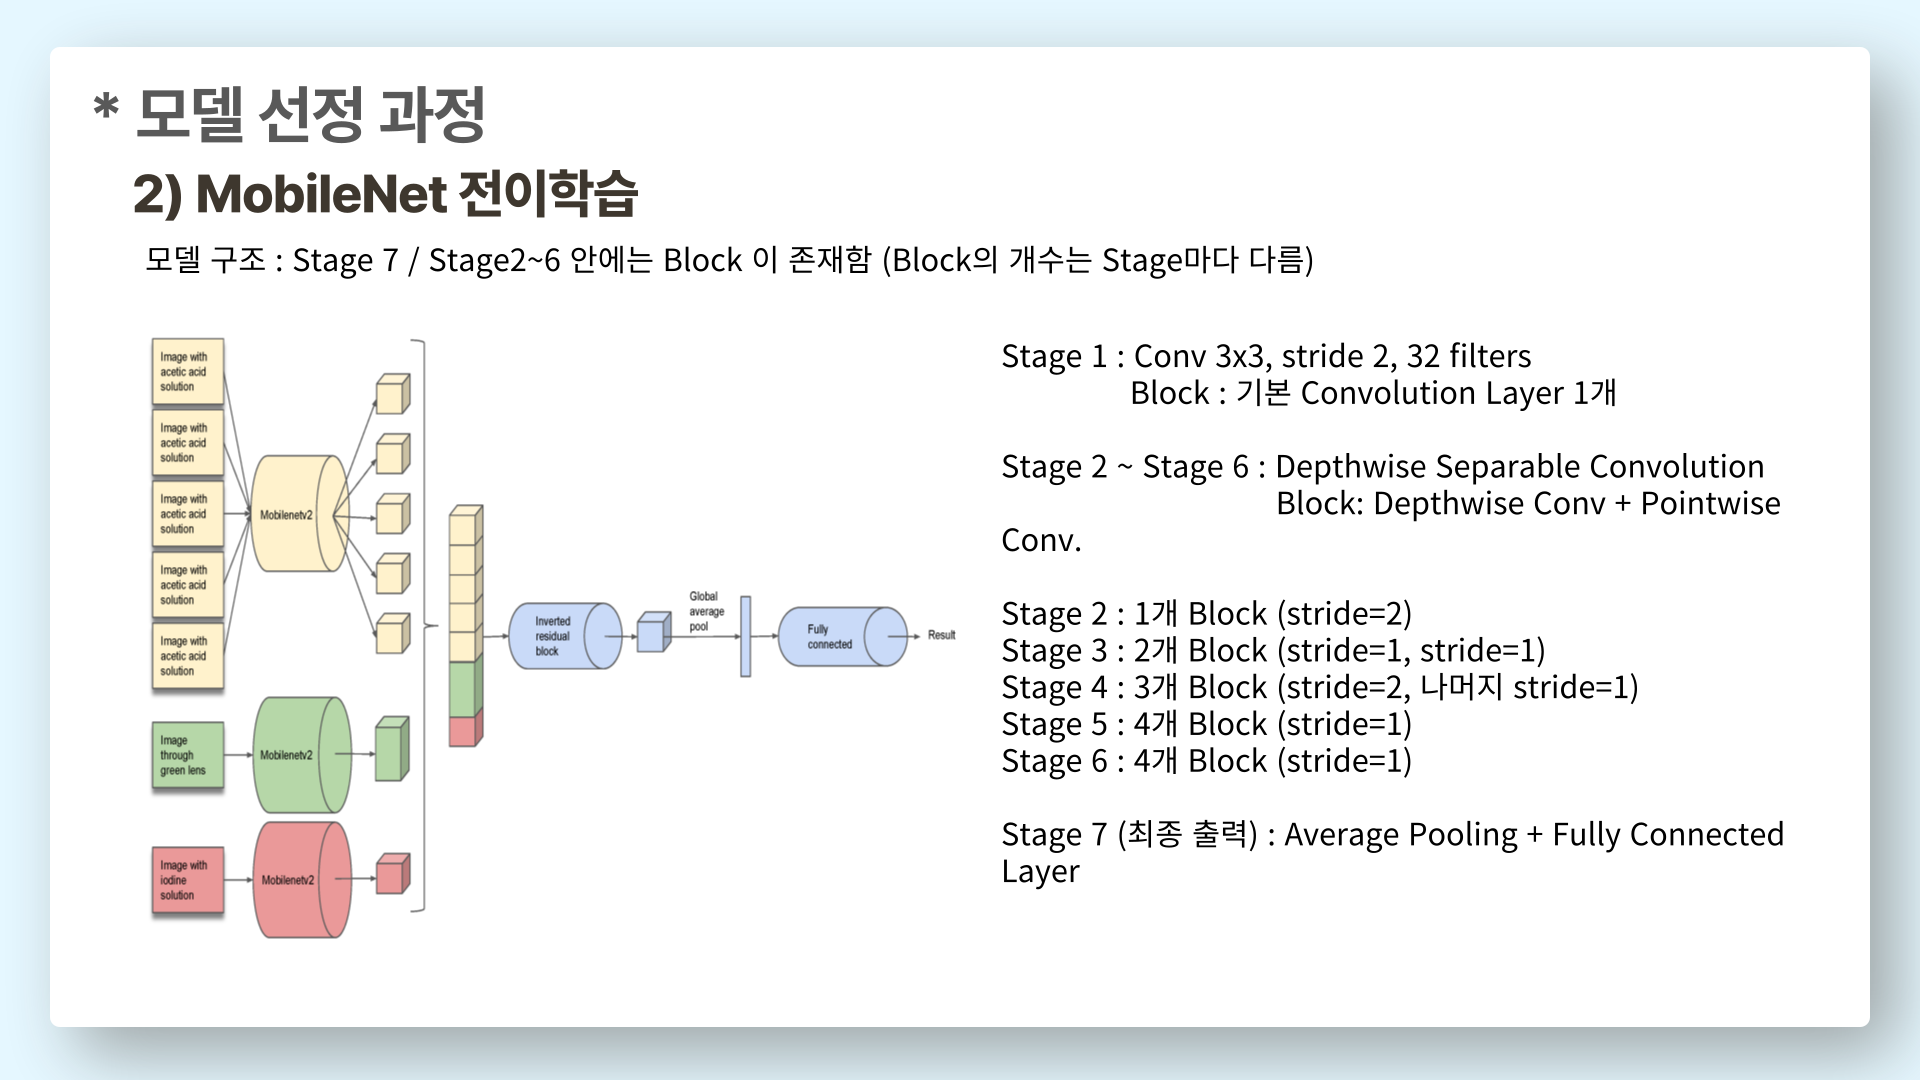 * 모델 선정 과정
2) MobileNet 전이학습
모델 구조 : Stage 7 / Stage2~6 안에는 Block 이 존재함 (Block의 개수는 Stage마다 다름)
Image with
acetic acid
solution
Image with
acetic acid
solution
Image with
acetic acid
solution
Image with
acetic acid
solution
Image with
acetic acid
solution
Mobilenetv2
Image
through
green lens
Mobilenetv2
Image with
iodine
solution
Mobilenetv2
Inverted
residual
block
Global
average
pool
Fully
connected
Result
Stage 1 : Conv 3x3, stride 2, 32 filters
Block : 기본 Convolution Layer 1개
Stage 2 ~ Stage 6 : Depthwise Separable Convolution
Block: Depthwise Conv + Pointwise
Conv.
Stage 2 : 1개 Block (stride=2)
Stage 3 : 2개 Block (stride=1, stride=1)
Stage 4 : 3개 Block (stride=2, 나머지 stride=1)
Stage 5 : 4개 Block (stride=1)
Stage 6 : 4개 Block (stride=1)
Stage 7 (최종 출력) : Average Pooling + Fully Connected
Layer